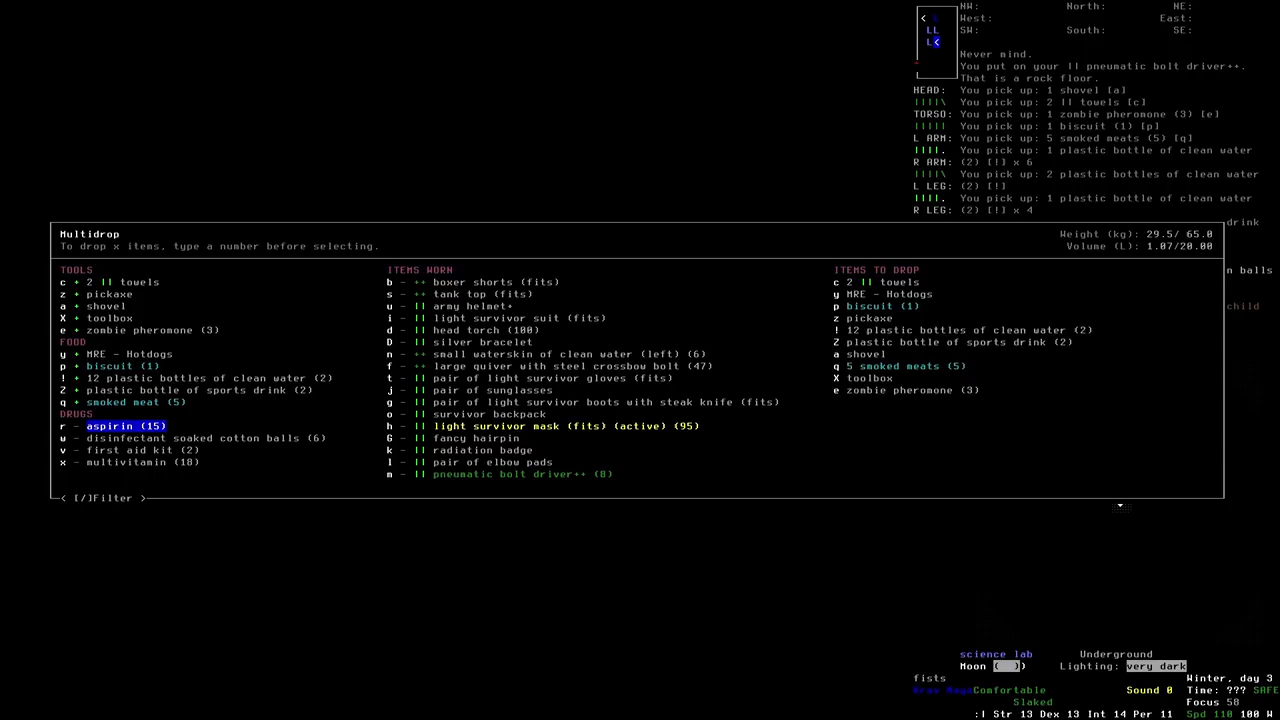 NW: North: NE:
< West: East:
LL SW: South: SE:
L<
Never mind.
You put on your || pneumatic bolt driver++.
That is a rock floor.
HEAD: You pick up: 1 shovel [a]
||||\ You pick up: 2 || towels [c]
TORSO: You pick up: 1 zombie pheromone (3) [e]
||||| You pick up: 1 biscuit (1) [p]
L ARM: You pick up: 5 smoked meats (5) [q]
||||. You pick up: 1 plastic bottle of clean water
R ARM: (2) [!] x 6
||||\ You pick up: 2 plastic bottles of clean water
L LEG: (2) [!]
||||. You pick up: 1 plastic bottle of clean water
R LEG: (2) [!] x 4
drink
Multidrop Weight (kg): 29.5/ 65.0
To drop x items, type a number before selecting. Volume (L): 1.07/20.00
TOOLS ITEMS WORN ITEMS TO DROP n balls
c + 2 || towels b - ++ boxer shorts (fits) c 2 || towels
z + pickaxe s - ++ tank top (fits) y MRE - Hotdogs
a + shovel u - || army helmet+ p biscuit (1) child
X + toolbox i - || light survivor suit (fits) z pickaxe
e + zombie pheromone (3) d - || head torch (100) ! 12 plastic bottles of clean water (2)
FOOD D - || silver bracelet Z plastic bottle of sports drink (2)
y + MRE - Hotdogs n - ++ small waterskin of clean water (left) (6) a shovel
p + biscuit (1) f - ++ large quiver with steel crossbow bolt (47) q 5 smoked meats (5)
! + 12 plastic bottles of clean water (2) t - || pair of light survivor gloves (fits) X toolbox
Z + plastic bottle of sports drink (2) j - || pair of sunglasses e zombie pheromone (3)
q + smoked meat (5) g - || pair of light survivor boots with steak knife (fits)
DRUGS o - || survivor backpack
r - aspirin (15) h - || light survivor mask (fits) (active) (95)
w - disinfectant soaked cotton balls (6) G - || fancy hairpin
v - first aid kit (2) k - || radiation badge
x - multivitamin (18) l - || pair of elbow pads
m - || pneumatic bolt driver++ (8)
< [/]Filter >
science lab Underground
Moon (  ) Lighting: very dark
fists Winter, day 3
Comfortable Sound 0 Time: ??? SAFE
Slaked Focus 58
:| Str 13 Dex 13 Int 14 Per 11 Spd 110 100 W